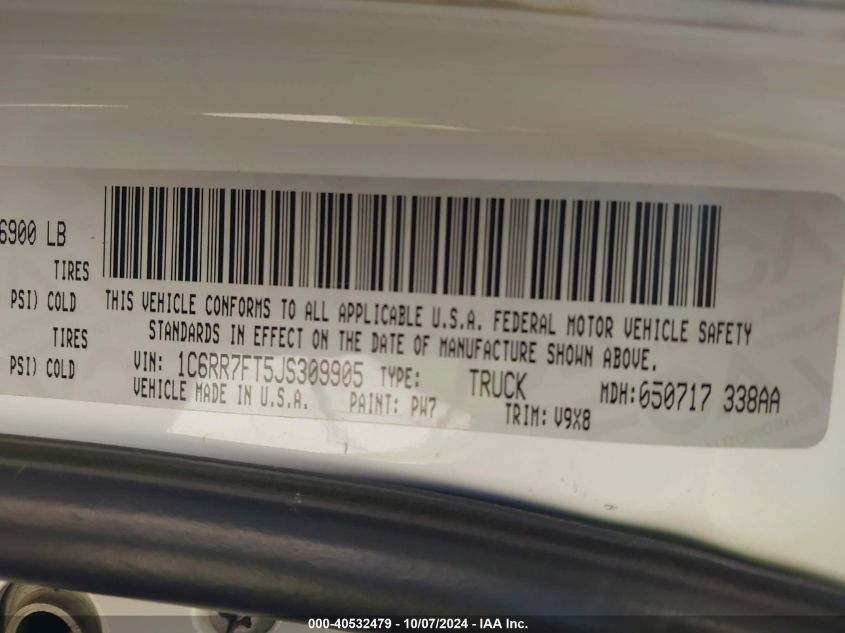 6900 LB
TIRES
PSI) COLD
TIRES
PSI) COLD
THIS VEHICLE CONFORMS TO ALL APPLICABLE U.S.A. FEDERAL MOTOR VEHICLE SAFETY
STANDARDS IN EFFECT ON THE DATE OF MANUFACTURE SHOWN ABOVE.
VIN: 1C6RR7FT5JS309905 TYPE: TRUCK MDH:050717 338AA
VEHICLE MADE IN U.S.A. PAINT: PW7 TRIM: V9X8
000-40532479 - 10/07/2024 - IAA Inc.